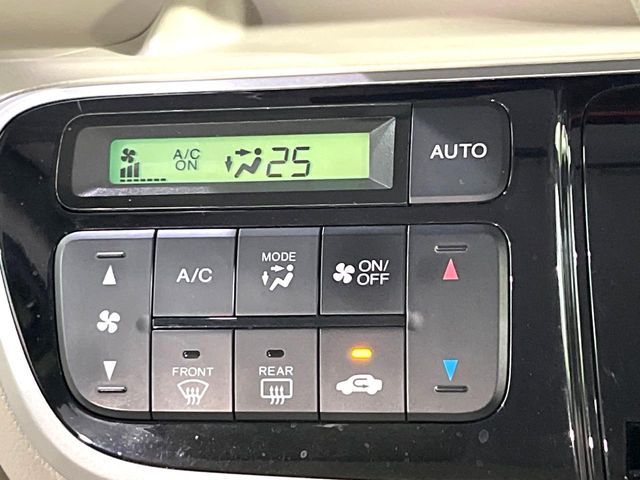 A/C
ON
25
AUTO
A/C
MODE
ON/
OFF
FRONT
REAR